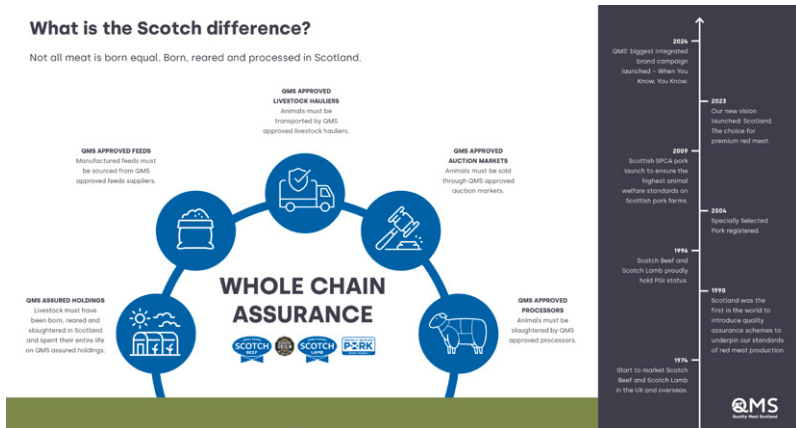 What is the Scotch difference?
Not all meat is born equal. Born, reared and processed in Scotland.
QMS APPROVED
LIVESTOCK HAULIERS
Animals must be
transported by QMS
approved livestock hauliers.
QMS APPROVED FEEDS
Manufactured feeds must
be sourced from QMS
approved feeds suppliers.
QMS APPROVED
AUCTION MARKETS
Animals must be sold
through QMS approved
auction markets.
QMS ASSURED HOLDINGS
Livestock must have
been born, reared and
slaughtered in Scotland
and spent their entire life
on QMS assured holdings.
WHOLE CHAIN
ASSURANCE
SCOTCH
BEEF
SCOTCH
LAMB
PORK
QMS APPROVED
PROCESSORS
Animals must be
slaughtered by QMS
approved processors.
2024
QMS' biggest integrated
brand campaign
launched – When You
Know, You Know.
2023
Our new vision
launched: Scotland.
The choice for
premium red meat.
2009
Scottish SPCA pork
launch to ensure the
highest animal
welfare standards on
Scottish pork farms.
2004
Specially Selected
Pork registered.
1996
Scotch Beef and
Scotch Lamb proudly
hold PGI status.
1990
Scotland was the
first in the world to
introduce quality
assurance schemes to
underpin our standards
of red meat production.
1974
Start to market Scotch
Beef and Scotch Lamb
in the UK and overseas.
QMS
Quality Meat Scotland